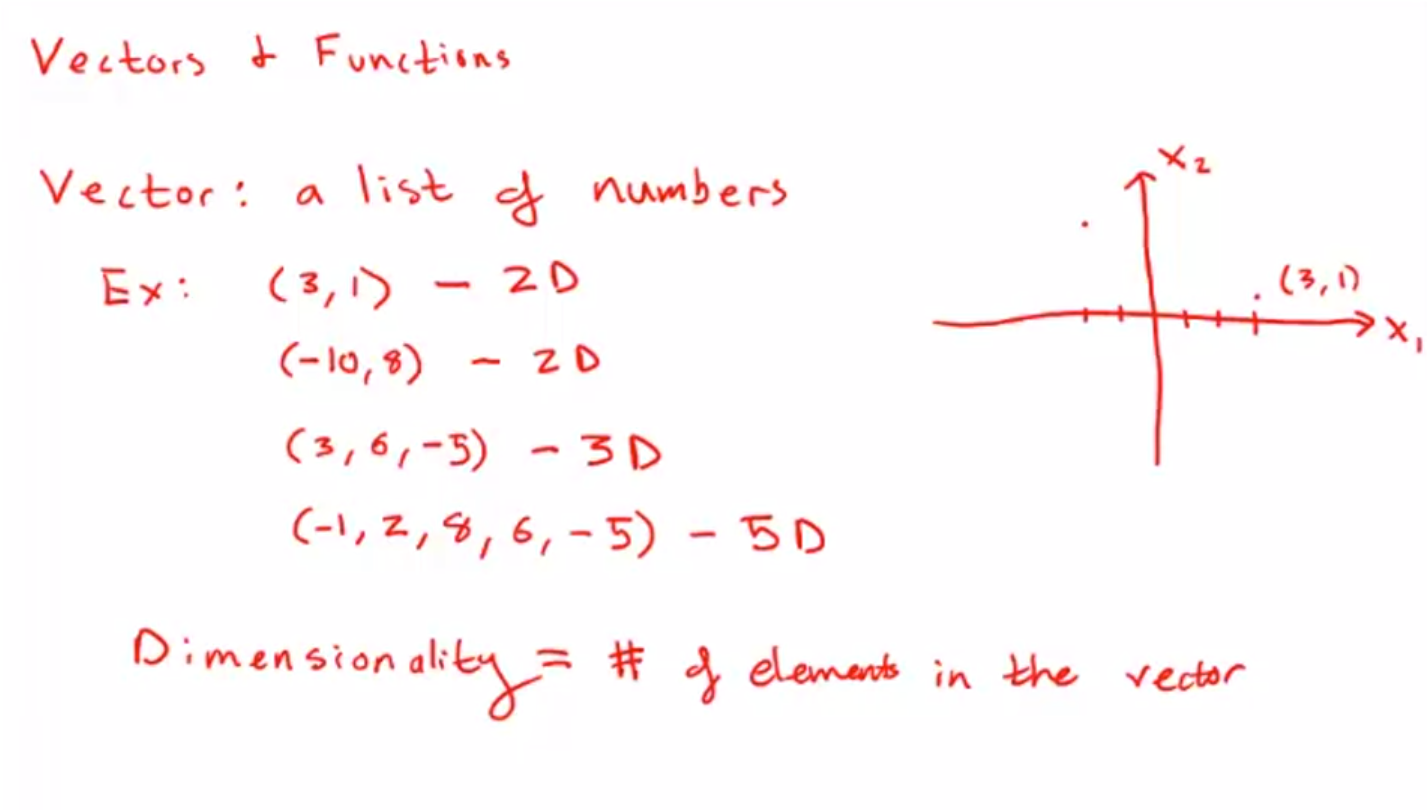 Vectors & Functions
Vector: a list of numbers
Ex: (3,1) - 2D
(-10,8) - 2D
(3,6,-5) - 3D
(-1,2,8,6,-5) - 5D
Dimensionality = # of elements in the vector
x2
(3,1)
x1